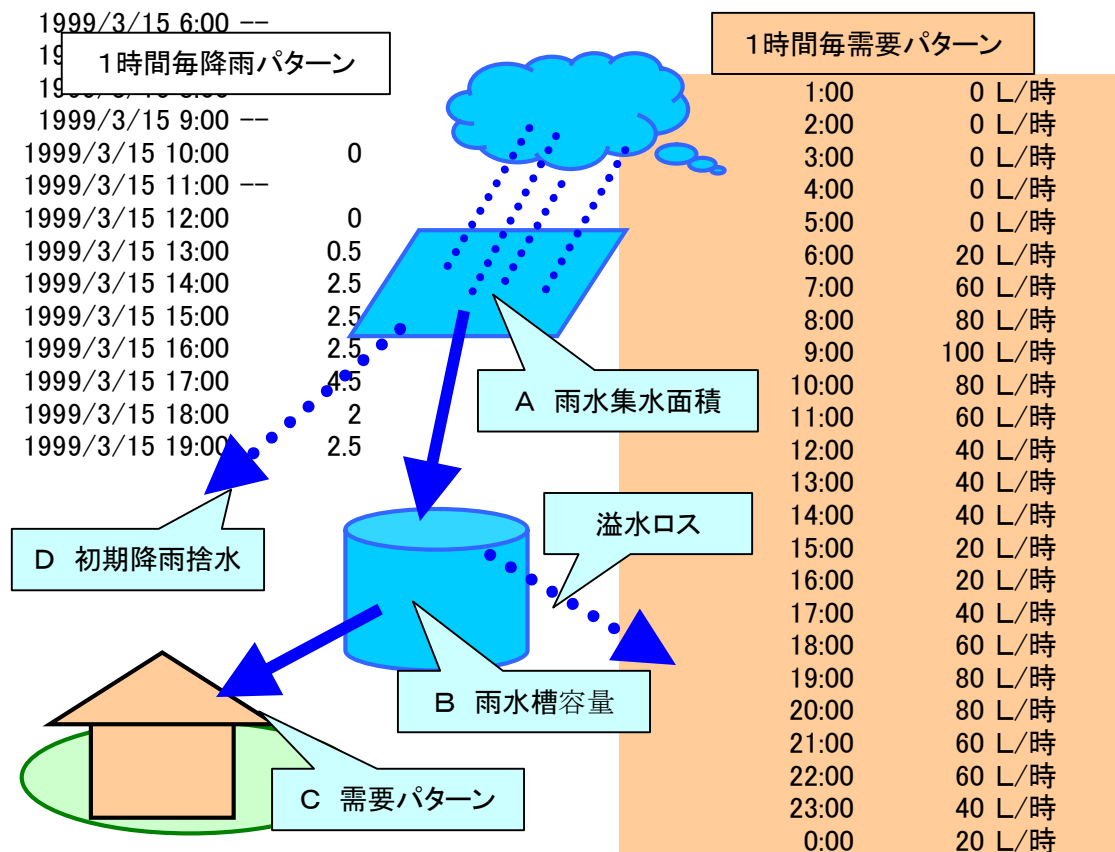 1999/3/15 6:00 --
1時間毎降雨パターン
1999/3/15 9:00 --
1999/3/15 10:00 0
1999/3/15 11:00 --
1999/3/15 12:00 0
1999/3/15 13:00 0.5
1999/3/15 14:00 2.5
1999/3/15 15:00 2.5
1999/3/15 16:00 2.5
1999/3/15 17:00 4.5
1999/3/15 18:00 2
1999/3/15 19:00 2.5
A 雨水集水面積
D 初期降雨捨水
溢水ロス
B 雨水槽容量
C 需要パターン
1時間毎需要パターン
1:00 0 L/時
2:00 0 L/時
3:00 0 L/時
4:00 0 L/時
5:00 0 L/時
6:00 20 L/時
7:00 60 L/時
8:00 80 L/時
9:00 100 L/時
10:00 80 L/時
11:00 60 L/時
12:00 40 L/時
13:00 40 L/時
14:00 40 L/時
15:00 20 L/時
16:00 20 L/時
17:00 40 L/時
18:00 60 L/時
19:00 80 L/時
20:00 80 L/時
21:00 60 L/時
22:00 60 L/時
23:00 40 L/時
0:00 20 L/時